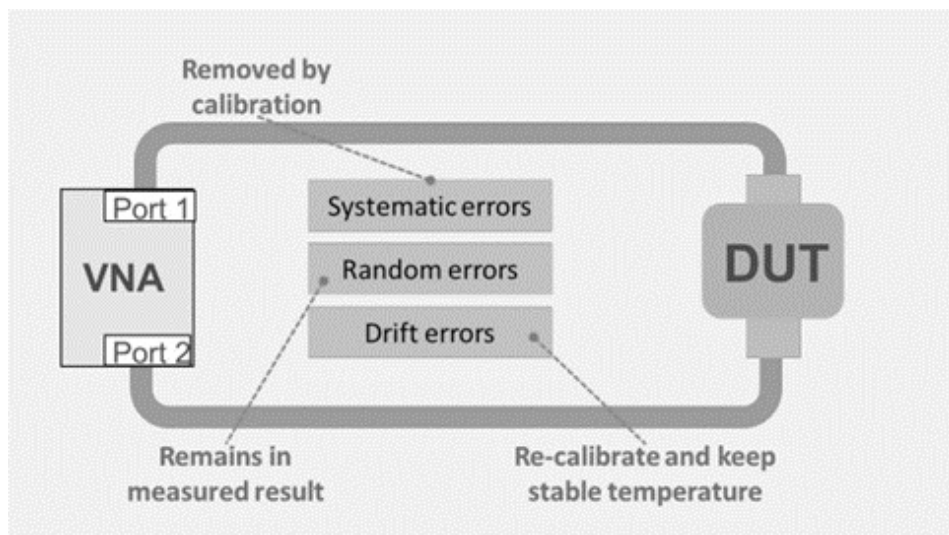 Removed by
calibration
Port 1
Systematic errors
VNA
Random errors
DUT
Port 2
Drift errors
Remains in
measured result
Re-calibrate and keep
stable temperature